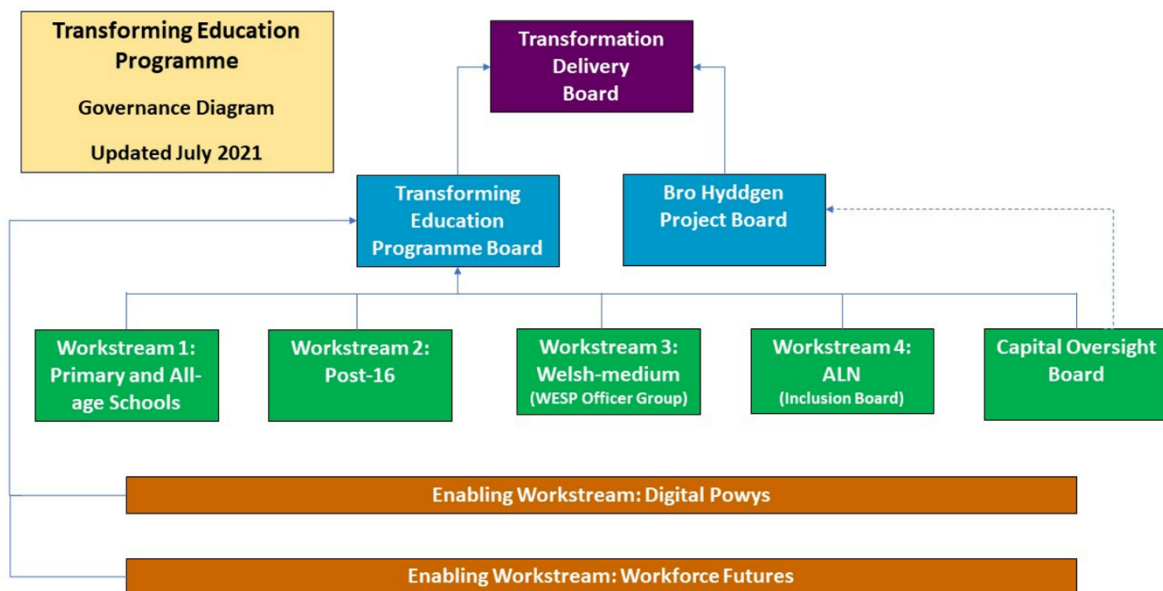 Transforming Education
Programme
Governance Diagram
Updated July 2021
Transformation
Delivery
Board
Transforming
Education
Programme Board
Bro Hyddgen
Project Board
Workstream 1:
Primary and All-
age Schools
Workstream 2:
Post-16
Workstream 3:
Welsh-medium
(WESP Officer Group)
Workstream 4:
ALN
(Inclusion Board)
Capital Oversight
Board
Enabling Workstream: Digital Powys
Enabling Workstream: Workforce Futures